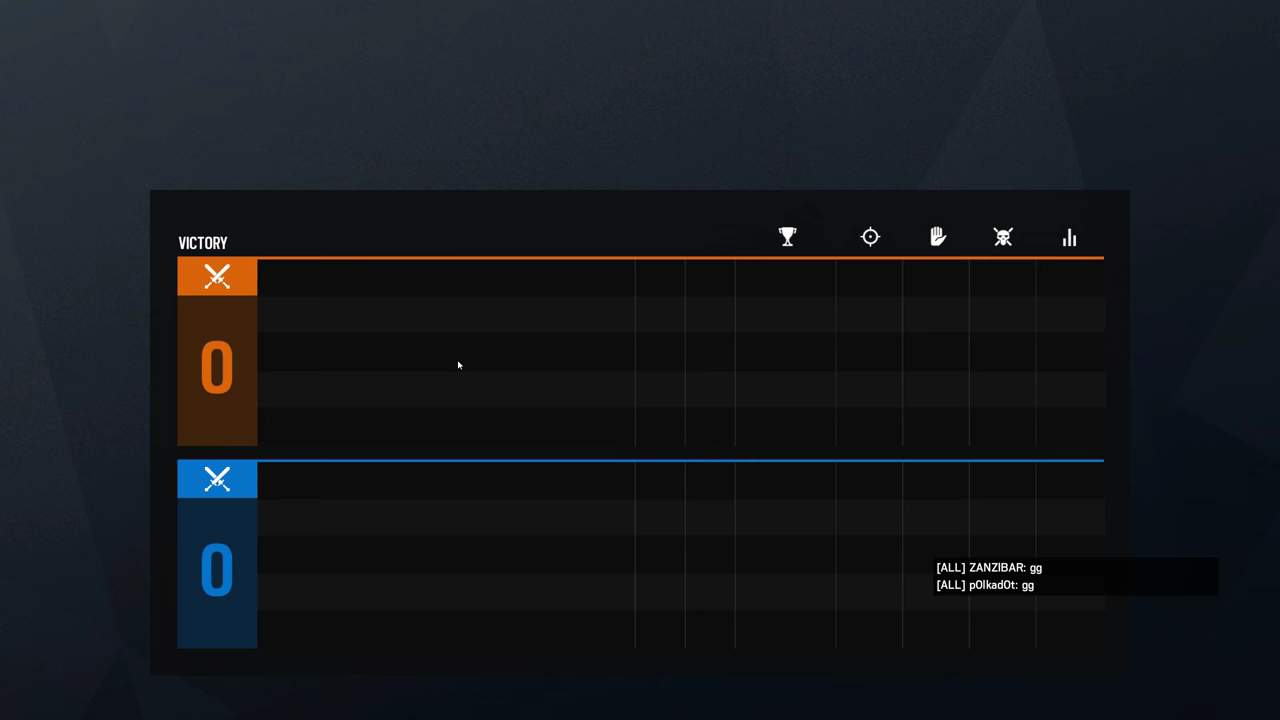 VICTORY
0
0
[ALL] ZANZIBAR: gg
[ALL] p0lkad0t: gg